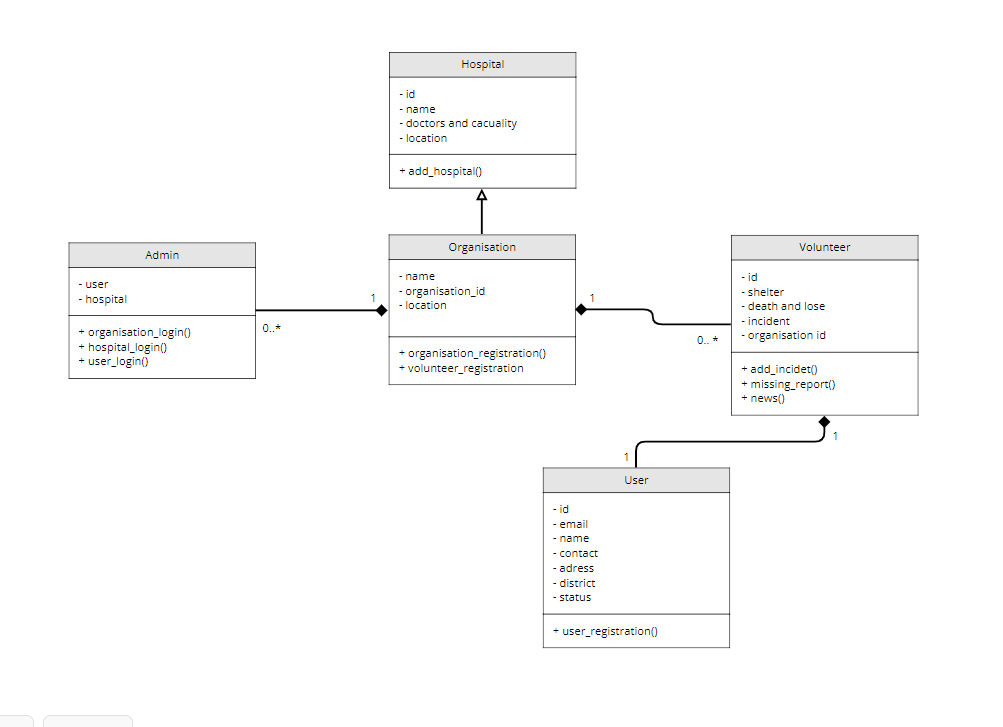 Hospital
- id
- name
- doctors and cacuality
- location
+ add_hospital()
Admin
- user
- hospital
+ organisation_login()
+ hospital_login()
+ user_login()
1
0..*
Organisation
- name
- organisation_id
- location
+ organisation_registration()
+ volunteer_registration
1
0.. *
Volunteer
- id
- shelter
- death and lose
- incident
- organisation id
+ add_incidet()
+ missing_report()
+ news()
1
1
User
- id
- email
- name
- contact
- adress
- district
- status
+ user_registration()